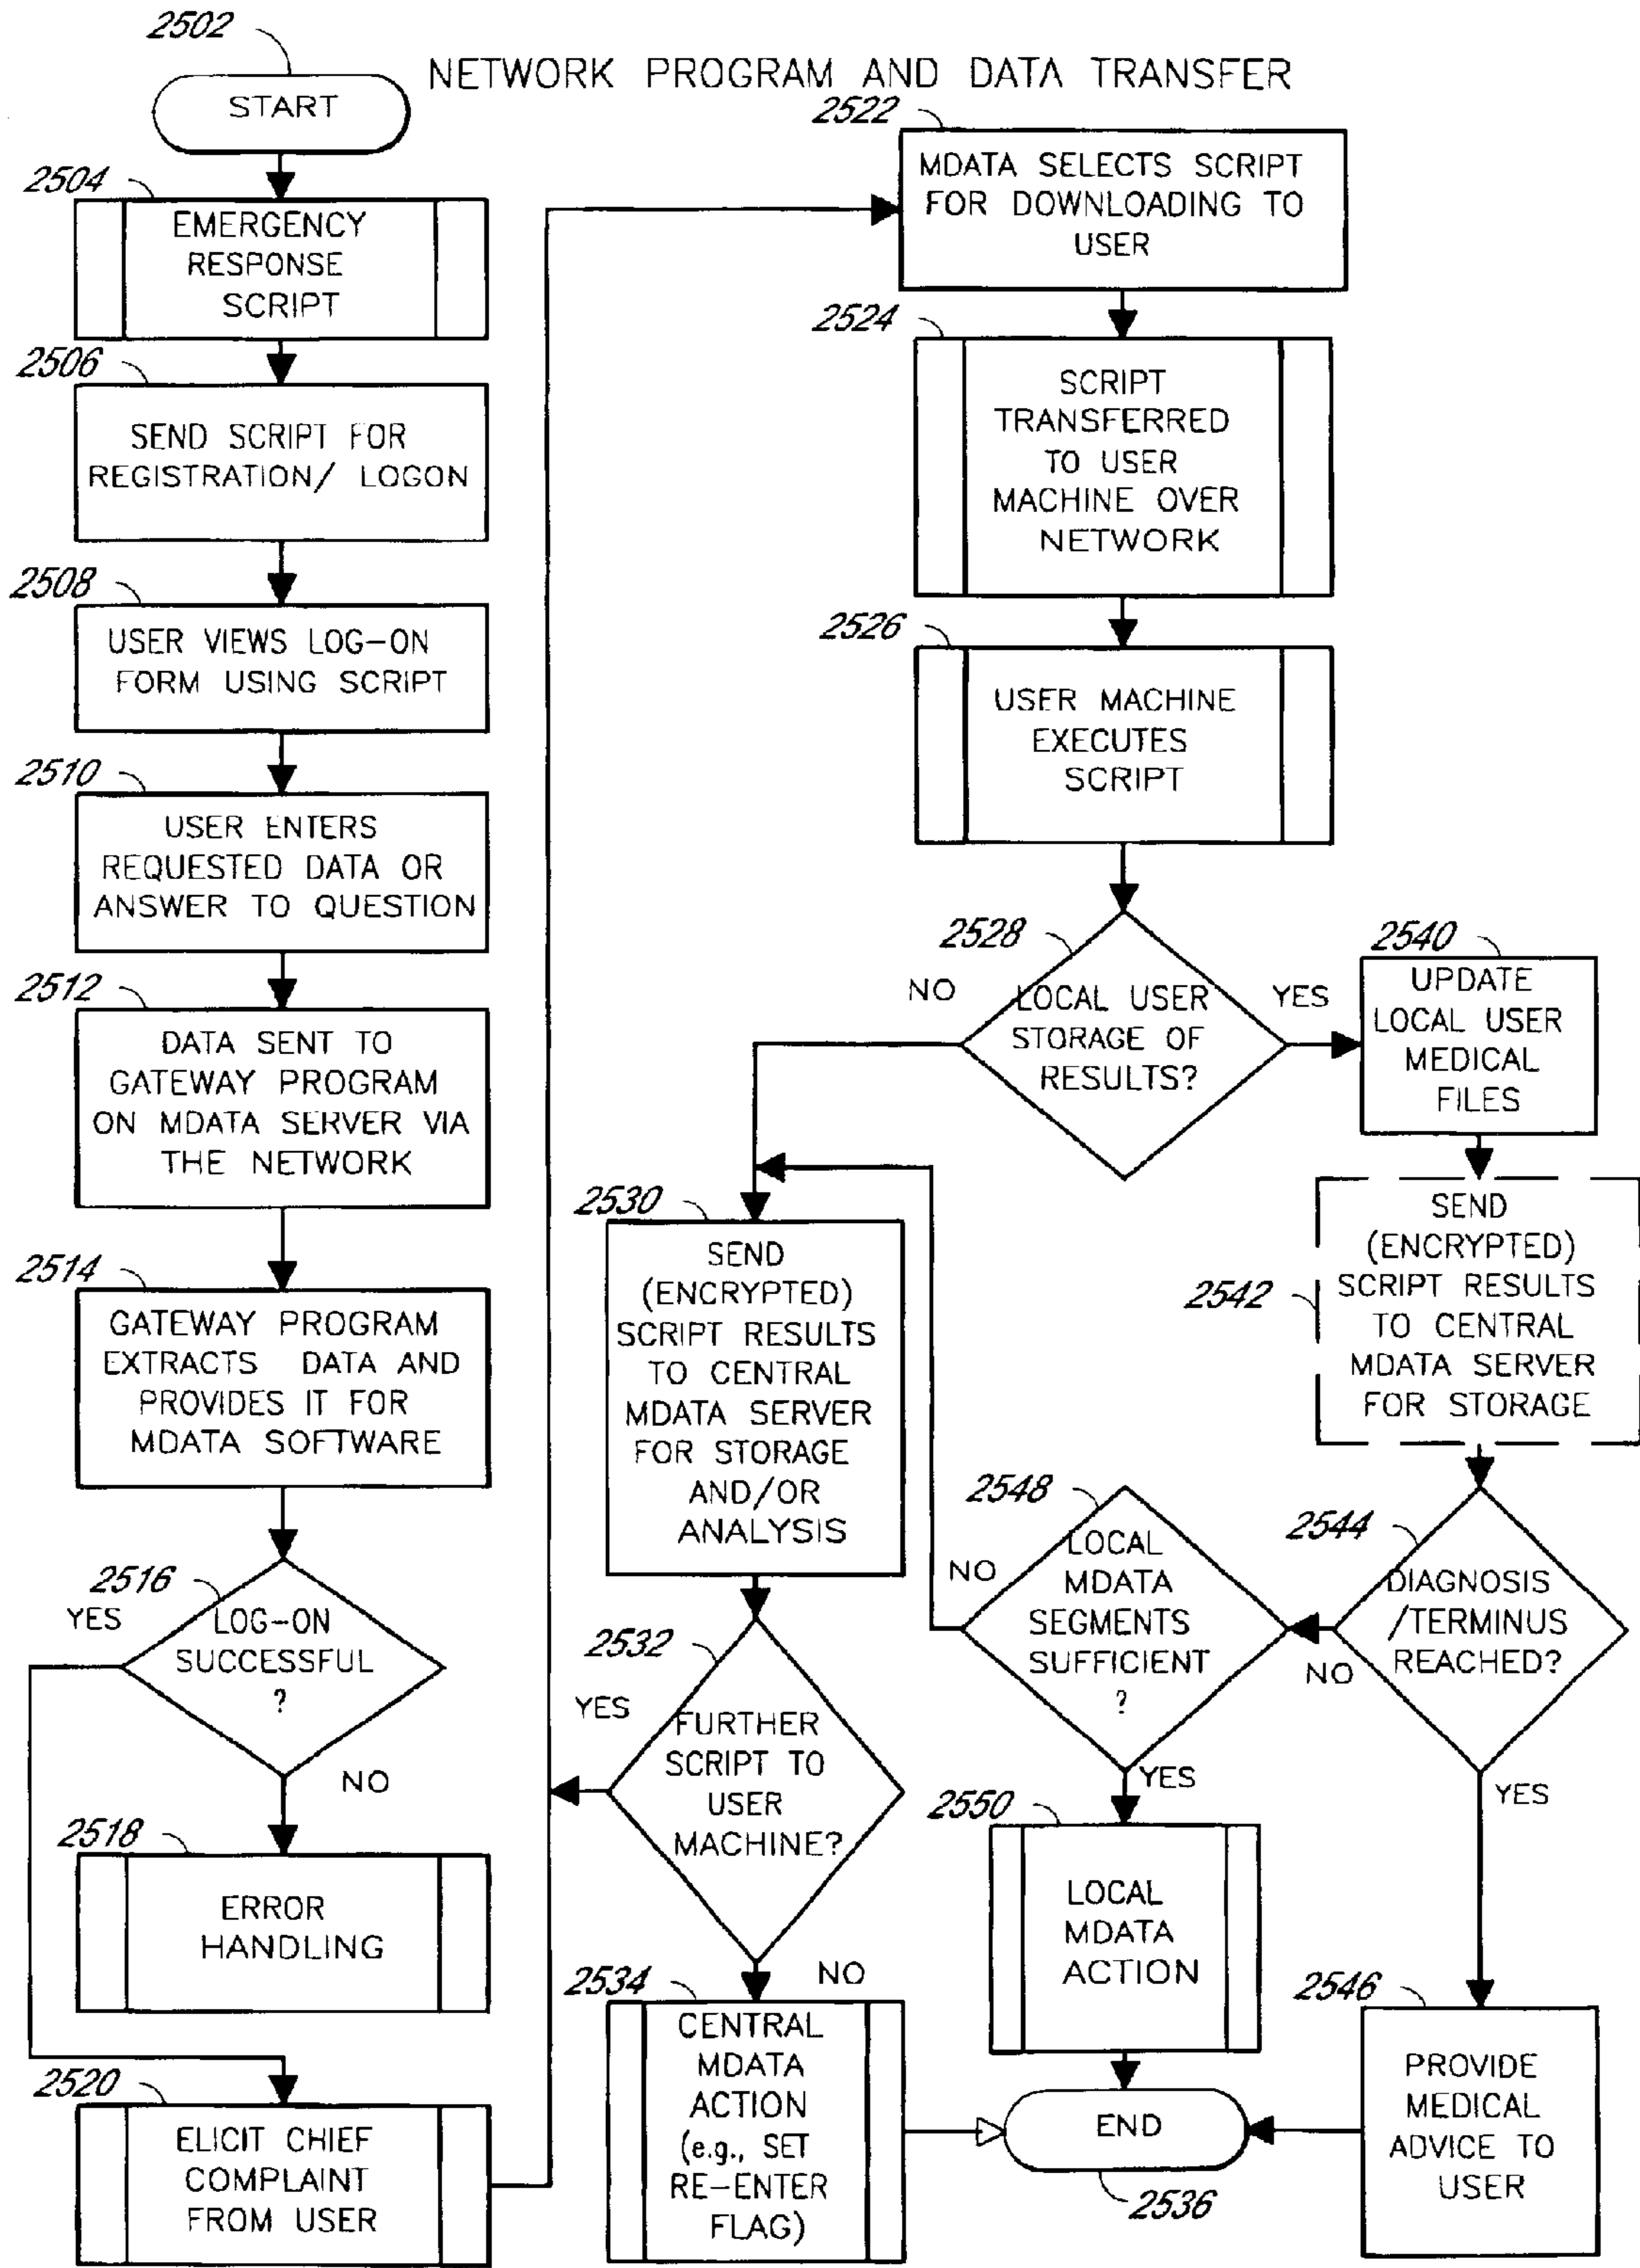 NETWORK PROGRAM AND DATA TRANSFER
2502
START
2504
EMERGENCY
RESPONSE
SCRIPT
2506
SEND SCRIPT FOR
REGISTRATION/ LOGON
2508
USER VIEWS LOG-ON
FORM USING SCRIPT
2510
USER ENTERS
REQUESTED DATA OR
ANSWER TO QUESTION
2512
DATA SENT TO
GATEWAY PROGRAM
ON MDATA SERVER VIA
THE NETWORK
2514
GATEWAY PROGRAM
EXTRACTS DATA AND
PROVIDES IT FOR
MDATA SOFTWARE
2516
YES
LOG-ON
SUCCESSFUL
?
NO
2518
ERROR
HANDLING
2520
ELICIT CHIEF
COMPLAINT
FROM USER
2522
MDATA SELECTS SCRIPT
FOR DOWNLOADING TO
USER
2524
SCRIPT
TRANSFERRED
TO USER
MACHINE OVER
NETWORK
2526
USER MACHINE
EXECUTES
SCRIPT
2528
NO
LOCAL USER
STORAGE OF
RESULTS?
YES
2530
SEND
(ENCRYPTED)
SCRIPT RESULTS
TO CENTRAL
MDATA SERVER
FOR STORAGE
AND/OR
ANALYSIS
2532
YES
FURTHER
SCRIPT TO
USER
MACHINE?
NO
2534
CENTRAL
MDATA
ACTION
(e.g., SET
RE-ENTER
FLAG)
2540
UPDATE
LOCAL USER
MEDICAL
FILES
2542
SEND
(ENCRYPTED)
SCRIPT RESULTS
TO CENTRAL
MDATA SERVER
FOR STORAGE
2544
DIAGNOSIS
/TERMINUS
REACHED?
NO
YES
2548
NO
LOCAL
MDATA
SEGMENTS
SUFFICIENT
?
YES
2550
LOCAL
MDATA
ACTION
2546
PROVIDE
MEDICAL
ADVICE TO
USER
END
2536